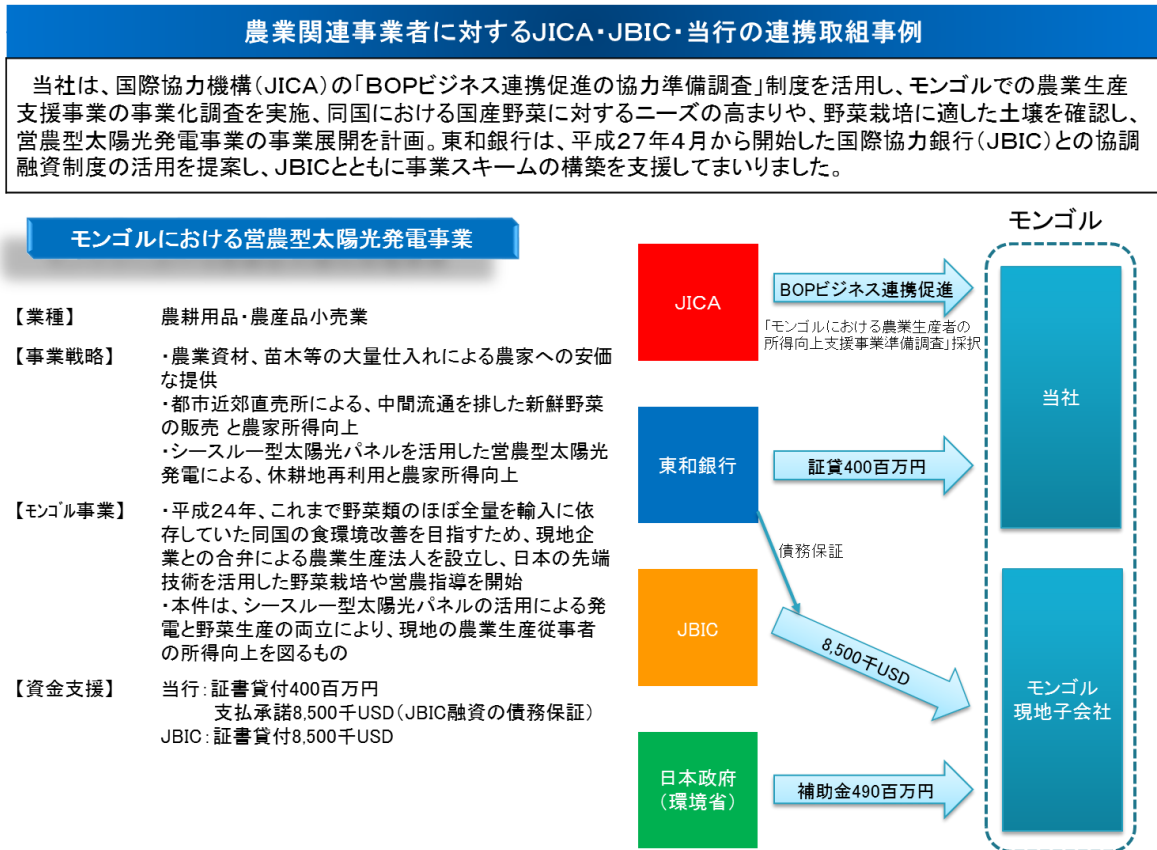 農業関連事業者に対するJICA・JBIC・当行の連携取組事例
当社は、国際協力機構(JICA)の「BOPビジネス連携促進の協力準備調査」制度を活用し、モンゴルでの農業生産
支援事業の事業化調査を実施、同国における国産野菜に対するニーズの高まりや、野菜栽培に適した土壌を確認し、
営農型太陽光発電事業の事業展開を計画。東和銀行は、平成27年4月から開始した国際協力銀行(JBIC)との協調
融資制度の活用を提案し、JBICとともに事業スキームの構築を支援してまいりました。
モンゴルにおける営農型太陽光発電事業
【業種】 農耕用品・農産品小売業
【事業戦略】 ・農業資材、苗木等の大量仕入れによる農家への安価
な提供
・都市近郊直売所による、中間流通を排した新鮮野菜
の販売 と農家所得向上
・シースルー型太陽光パネルを活用した営農型太陽光
発電による、休耕地再利用と農家所得向上
【ﾓﾝｺﾞﾙ事業】 ・平成24年、これまで野菜類のほぼ全量を輸入に依
存していた同国の食環境改善を目指すため、現地企
業との合弁による農業生産法人を設立し、日本の先端
技術を活用した野菜栽培や営農指導を開始
・本件は、シースルー型太陽光パネルの活用による発
電と野菜生産の両立により、現地の農業生産従事者
の所得向上を図るもの
【資金支援】 当行:証書貸付400百万円
支払承諾8,500千USD(JBIC融資の債務保証)
JBIC:証書貸付8,500千USD
モンゴル
JICA
BOPビジネス連携促進
「モンゴルにおける農業生産者の
所得向上支援事業準備調査」採択
当社
東和銀行
証貸400百万円
債務保証
JBIC
8,500千USD
モンゴル
現地子会社
日本政府
(環境省)
補助金490百万円